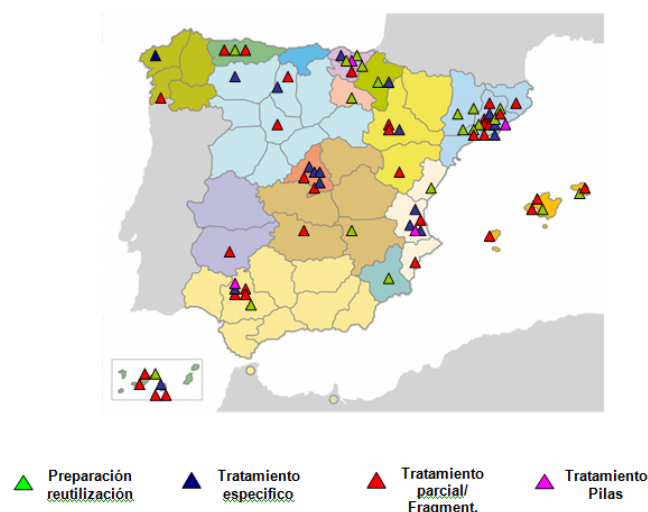 Preparación
reutilización
Tratamiento
específico
Tratamiento
parcial/
Fragment.
Tratamiento
Pilas